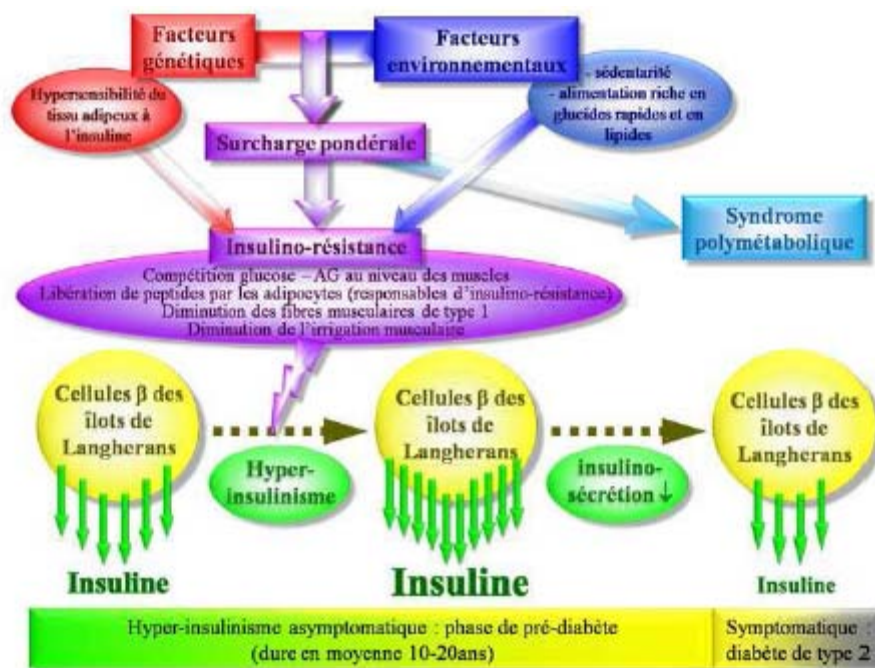 Facteurs
génétiques
Facteurs
environnementaux
Hypersensibilité du
tissu adipeux à
l'insuline
- sédentarité
- alimentation riche en
glucides rapides et en
lipides
Surcharge pondérale
Syndrome
polymétabolique
Insulino-résistance
Compétition glucose – AG au niveau des muscles
Libération de peptides par les adipocytes (responsables d'insulino-résistance)
Diminution des fibres musculaires de type 1
Diminution de l'irrigation musculaire
Cellules β des
îlots de
Langherans
Hyper-
insulinisme
Cellules β des
îlots de
Langherans
insulino-
sécrétion ↓
Cellules β des
îlots de
Langherans
Insuline
Insuline
Insuline
Hyper-insulinisme asymptomatique : phase de pré-diabète
(dure en moyenne 10-20ans)
Symptomatique :
diabète de type 2